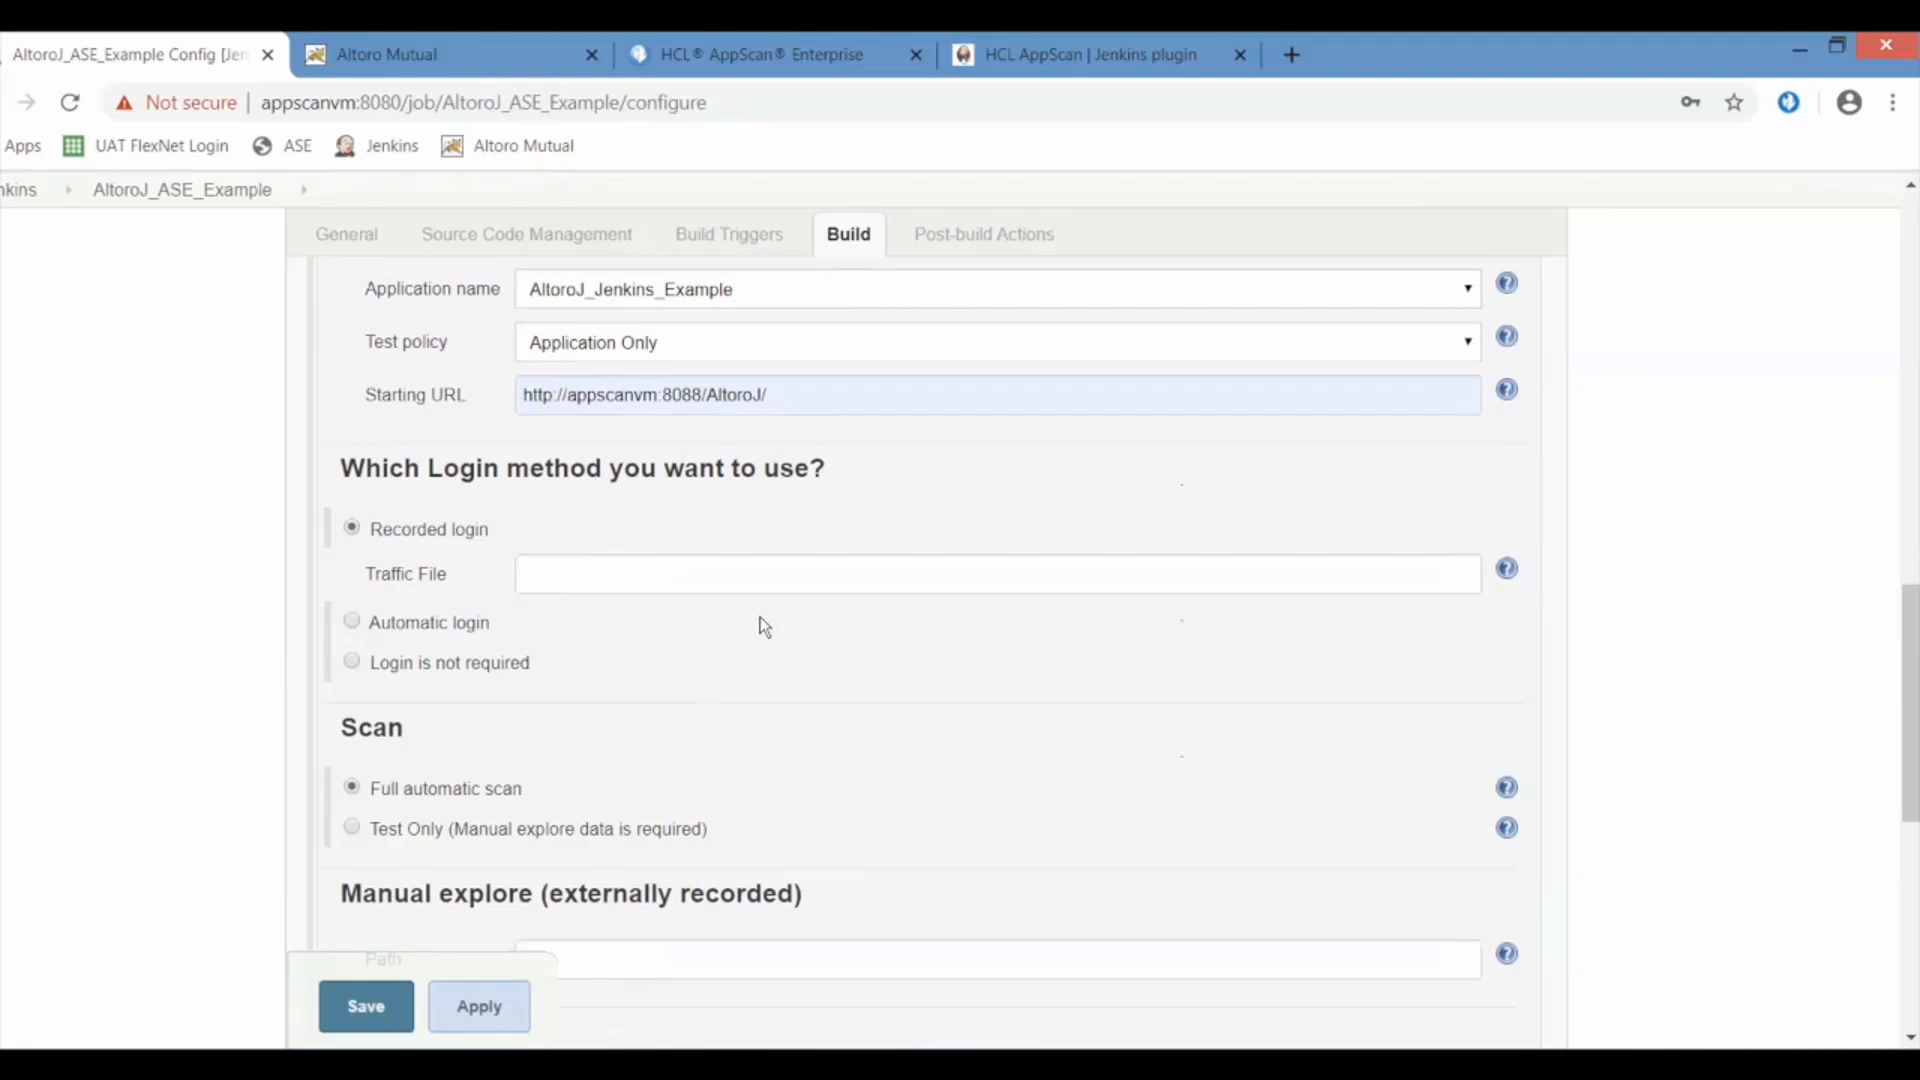 AltoroJ_ASE_Example Config [Jen
Altoro Mutual
HCL® AppScan® Enterprise
HCL AppScan | Jenkins plugin
Not secure
appscanvm:8080/job/AltoroJ_ASE_Example/configure
Apps
UAT FlexNet Login
ASE
Jenkins
Altoro Mutual
nkins
AltoroJ_ASE_Example
General
Source Code Management
Build Triggers
Build
Post-build Actions
Application name
AltoroJ_Jenkins_Example
Test policy
Application Only
Starting URL
http://appscanvm:8088/AltoroJ/
Which Login method you want to use?
Recorded login
Traffic File
Automatic login
Login is not required
Scan
Full automatic scan
Test Only (Manual explore data is required)
Manual explore (externally recorded)
Path
Save
Apply